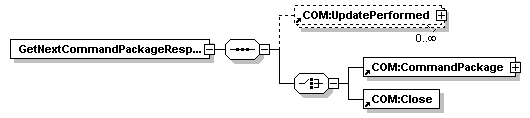 COM:UpdatePerformed
0..∞
GetNextCommandPackageResp...
COM:CommandPackage
COM:Close